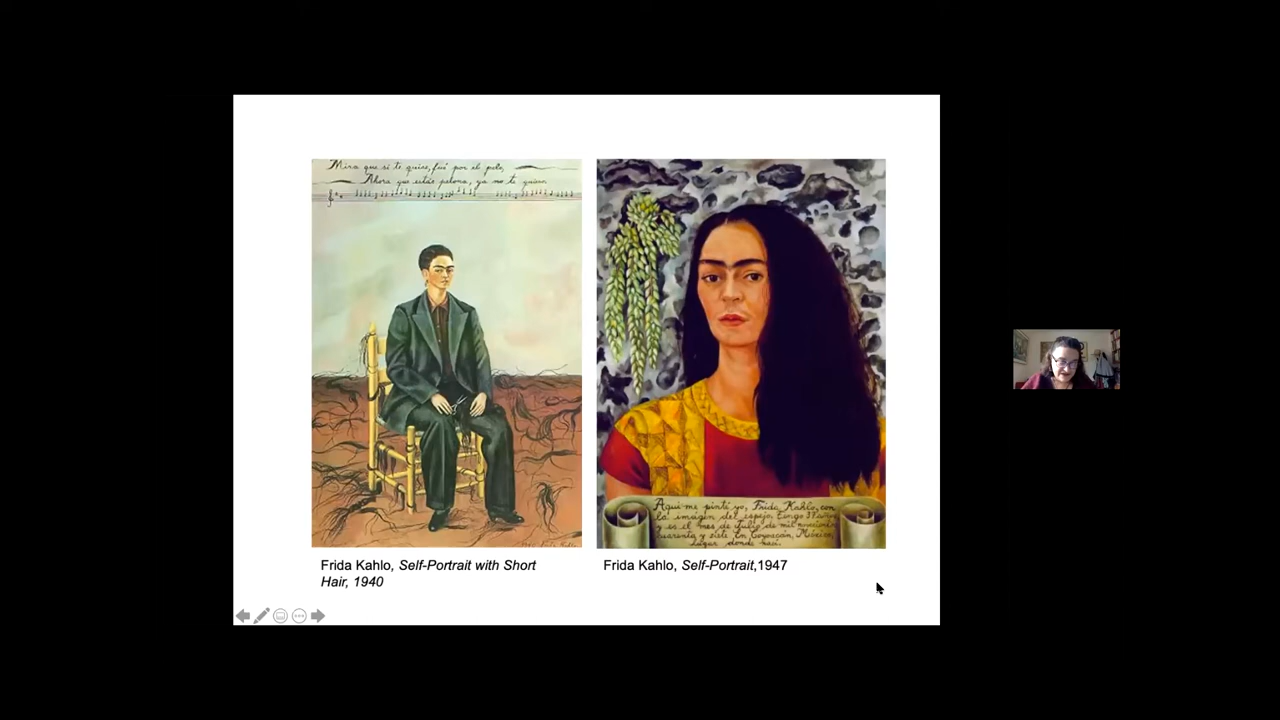 Mira que si te quise, fué por el pelo,
Ahora que estás pelona, ya no te quiero.
Aqui me pinté yo, Frida Kahlo, con
la imagen del espejo. Tengo 37 años
y es el mes de Julio de mil novecientos
cuarenta y siete. En Coyoacán, México,
Lugar donde nací.
Frida Kahlo, Self-Portrait with Short
Hair, 1940
Frida Kahlo, Self-Portrait,1947